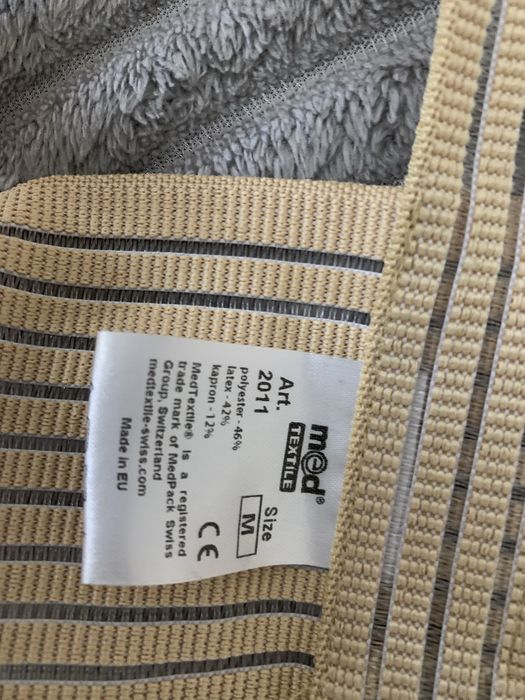 med®
TEXTILE
Art.
2011
Size
M
polyester - 46%
latex - 42%
kapron - 12%
MedTextile® is a registered
trade mark of MedPack Swiss
Group, Switzerland
medtextile-swiss.com
Made in EU
CE